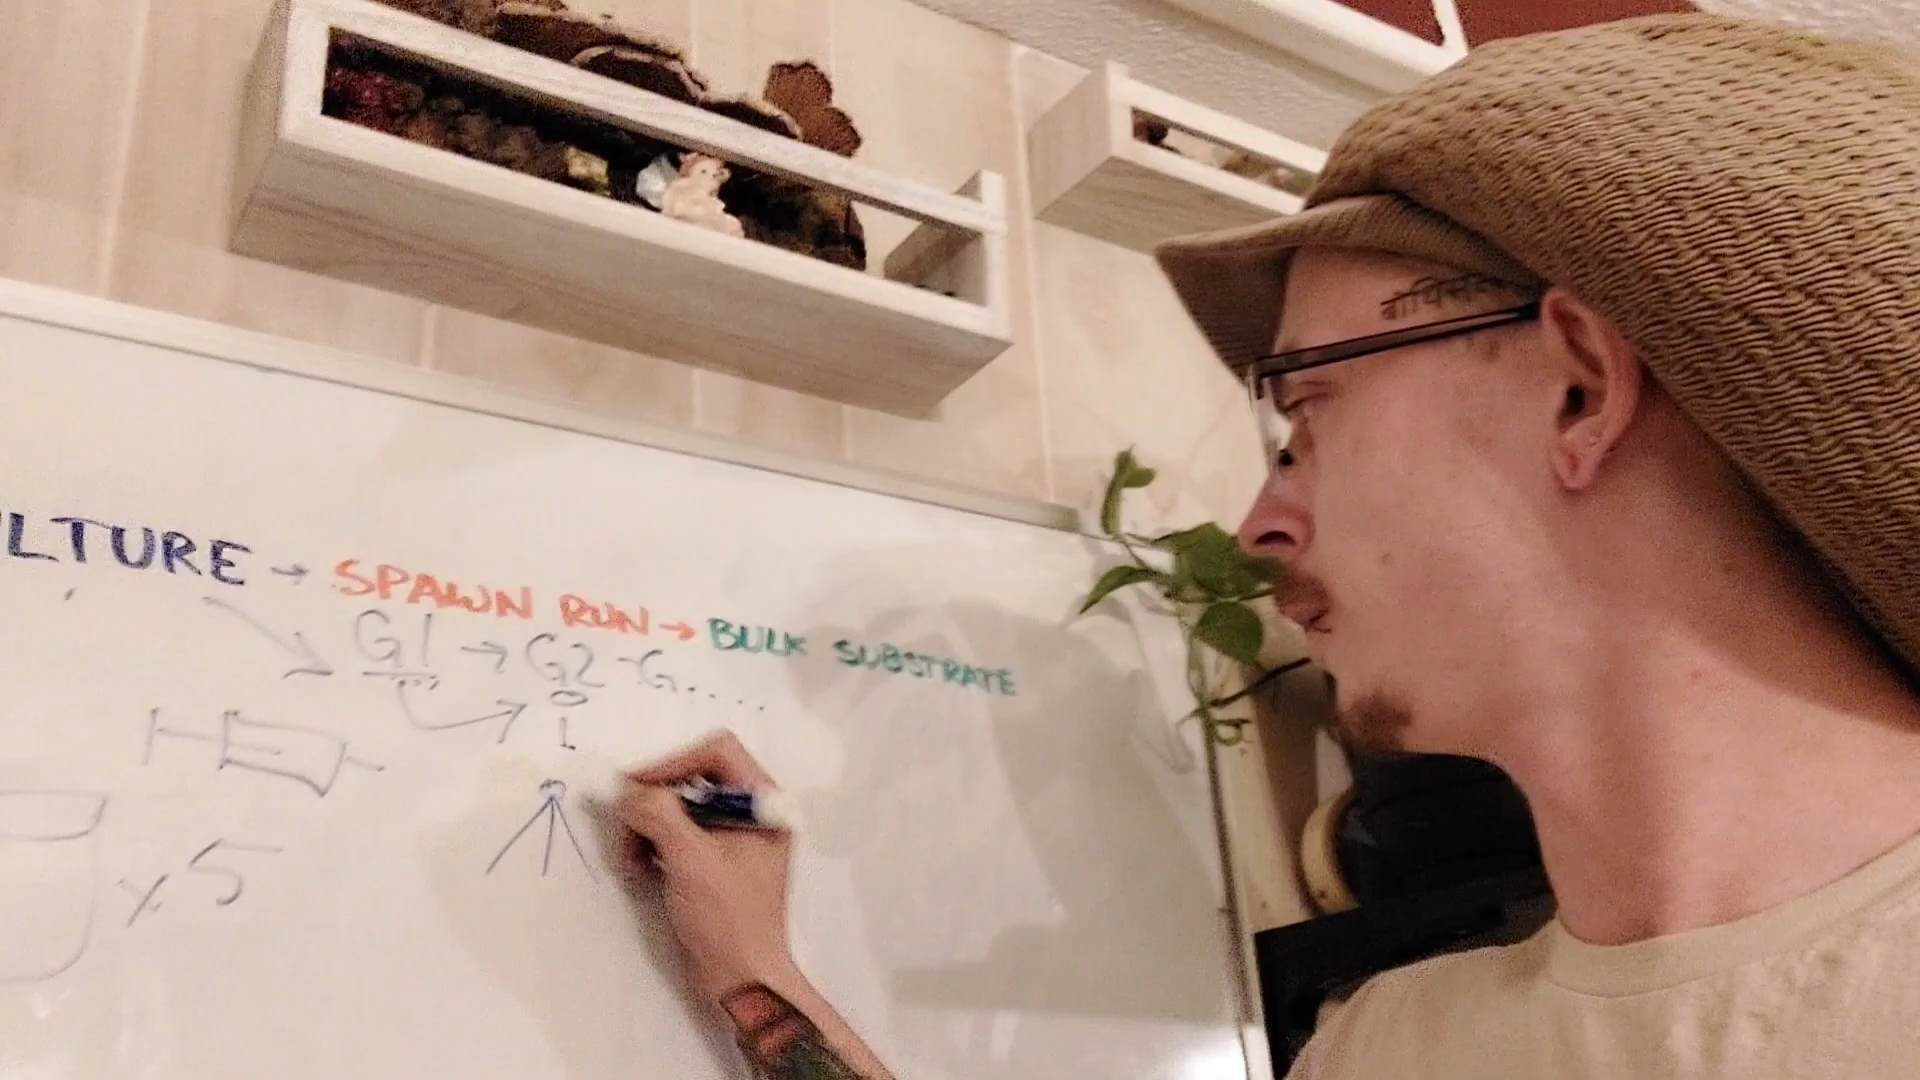 LTURE → SPAWN RUN → BULK SUBSTRATE
G1 → G2 → G....
x5